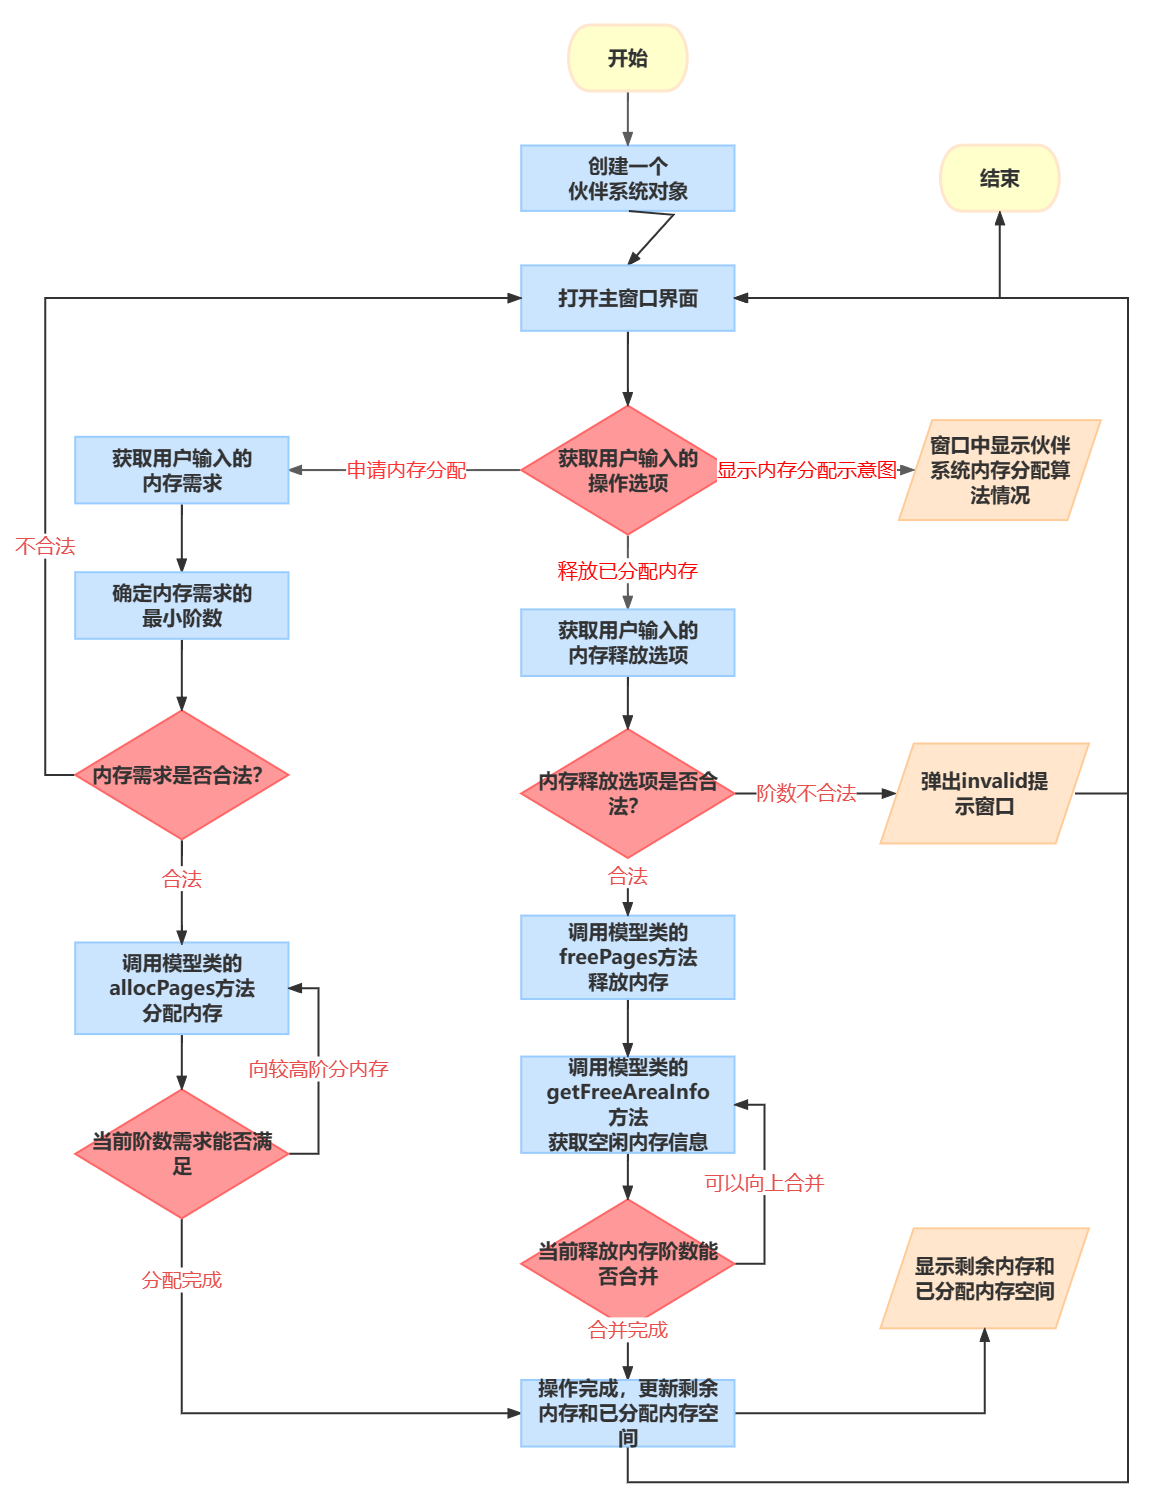 开始
创建一个
伙伴系统对象
结束
打开主窗口界面
获取用户输入的
内存需求
申请内存分配
获取用户输入的
操作选项
显示内存分配示意图
窗口中显示伙伴
系统内存分配算
法情况
不合法
释放已分配内存
确定内存需求的
最小阶数
获取用户输入的
内存释放选项
内存需求是否合法?
内存释放选项是否合
法?
阶数不合法
弹出invalid提
示窗口
合法
合法
调用模型类的
allocPages方法
分配内存
调用模型类的
freePages方法
释放内存
向较高阶分内存
调用模型类的
getFreeAreaInfo
方法
获取空闲内存信息
当前阶数需求能否满
足
可以向上合并
当前释放内存阶数能
否合并
分配完成
显示剩余内存和
已分配内存空间
合并完成
操作完成，更新剩余
内存和已分配内存空
间